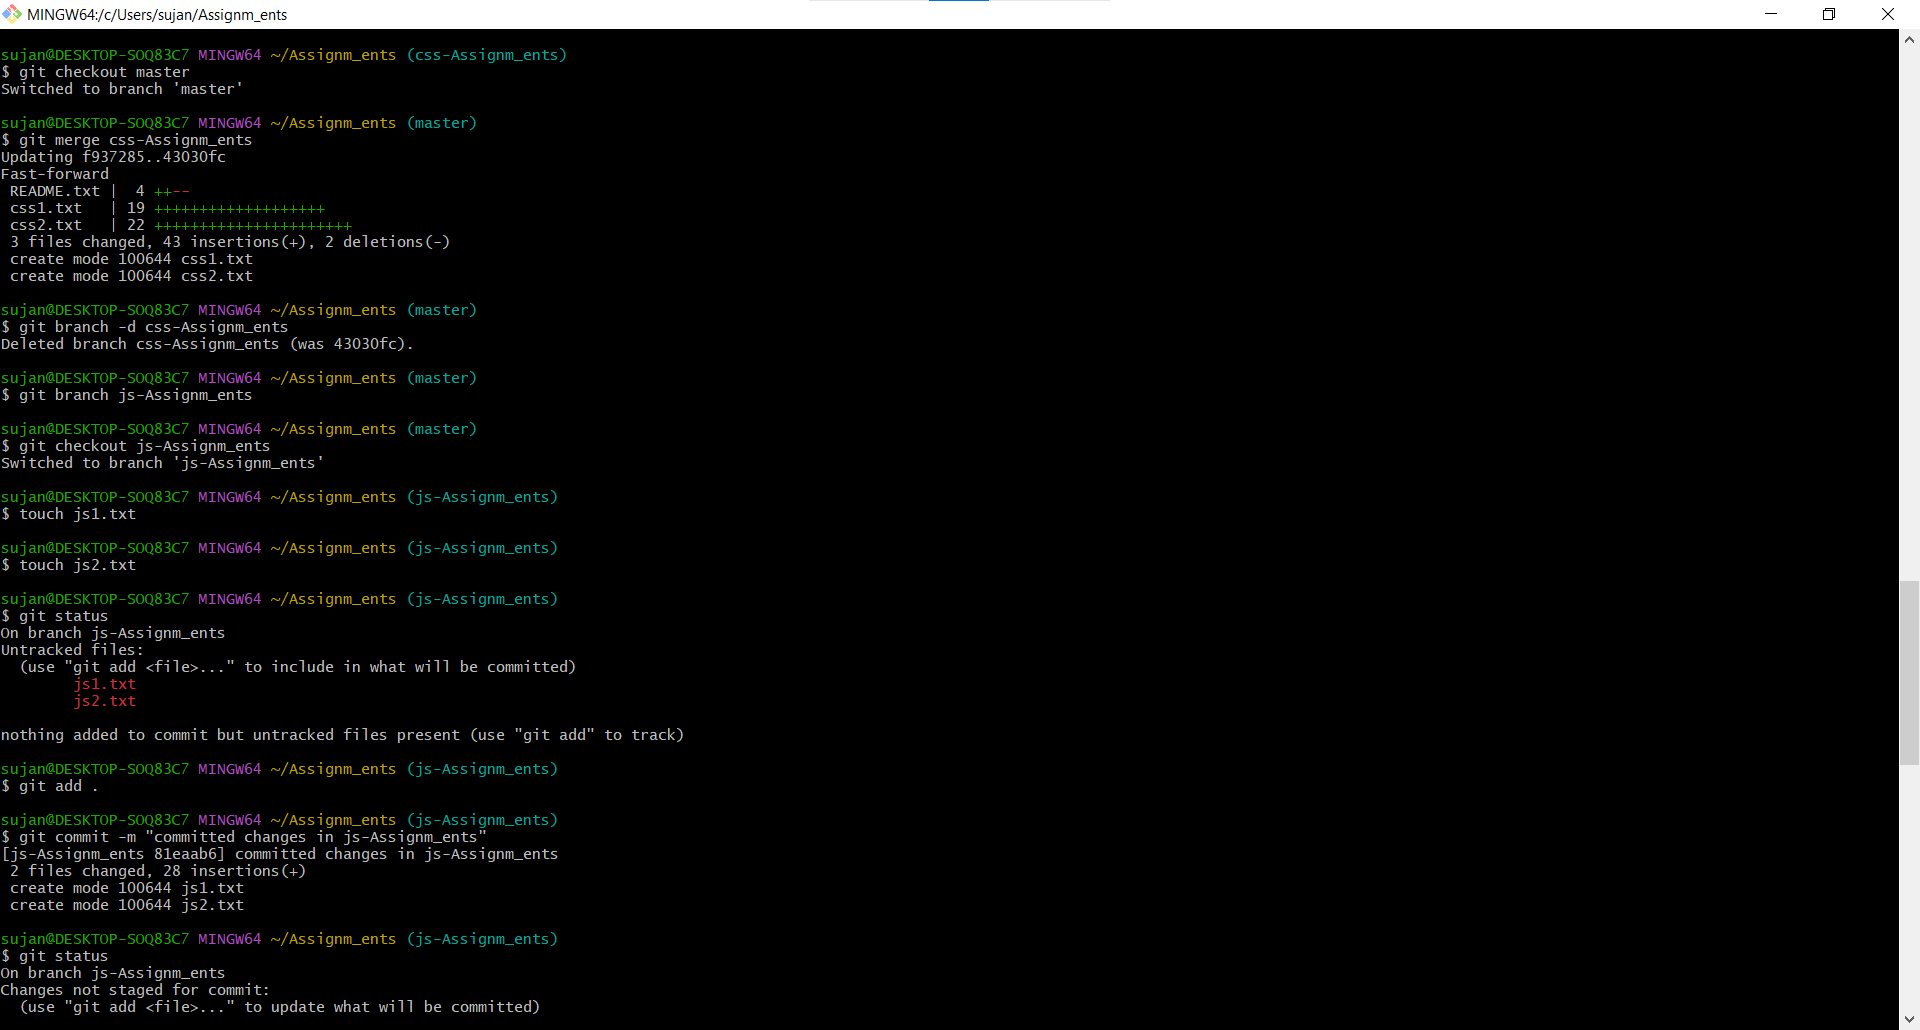 MINGW64:/c/Users/sujan/Assignm_ents
sujan@DESKTOP-SOQ83C7 MINGW64 ~/Assignm_ents (css-Assignm_ents)
$ git checkout master
Switched to branch 'master'
sujan@DESKTOP-SOQ83C7 MINGW64 ~/Assignm_ents (master)
$ git merge css-Assignm_ents
Updating f937285..43030fc
Fast-forward
 README.txt |  4 ++--
 css1.txt   | 19 +++++++++++++++++++
 css2.txt   | 22 ++++++++++++++++++++++
 3 files changed, 43 insertions(+), 2 deletions(-)
 create mode 100644 css1.txt
 create mode 100644 css2.txt
sujan@DESKTOP-SOQ83C7 MINGW64 ~/Assignm_ents (master)
$ git branch -d css-Assignm_ents
Deleted branch css-Assignm_ents (was 43030fc).
sujan@DESKTOP-SOQ83C7 MINGW64 ~/Assignm_ents (master)
$ git branch js-Assignm_ents
sujan@DESKTOP-SOQ83C7 MINGW64 ~/Assignm_ents (master)
$ git checkout js-Assignm_ents
Switched to branch 'js-Assignm_ents'
sujan@DESKTOP-SOQ83C7 MINGW64 ~/Assignm_ents (js-Assignm_ents)
$ touch js1.txt
sujan@DESKTOP-SOQ83C7 MINGW64 ~/Assignm_ents (js-Assignm_ents)
$ touch js2.txt
sujan@DESKTOP-SOQ83C7 MINGW64 ~/Assignm_ents (js-Assignm_ents)
$ git status
On branch js-Assignm_ents
Untracked files:
  (use "git add <file>..." to include in what will be committed)
        js1.txt
        js2.txt
nothing added to commit but untracked files present (use "git add" to track)
sujan@DESKTOP-SOQ83C7 MINGW64 ~/Assignm_ents (js-Assignm_ents)
$ git add .
sujan@DESKTOP-SOQ83C7 MINGW64 ~/Assignm_ents (js-Assignm_ents)
$ git commit -m "committed changes in js-Assignm_ents"
[js-Assignm_ents 81eaab6] committed changes in js-Assignm_ents
 2 files changed, 28 insertions(+)
 create mode 100644 js1.txt
 create mode 100644 js2.txt
sujan@DESKTOP-SOQ83C7 MINGW64 ~/Assignm_ents (js-Assignm_ents)
$ git status
On branch js-Assignm_ents
Changes not staged for commit:
  (use "git add <file>..." to update what will be committed)